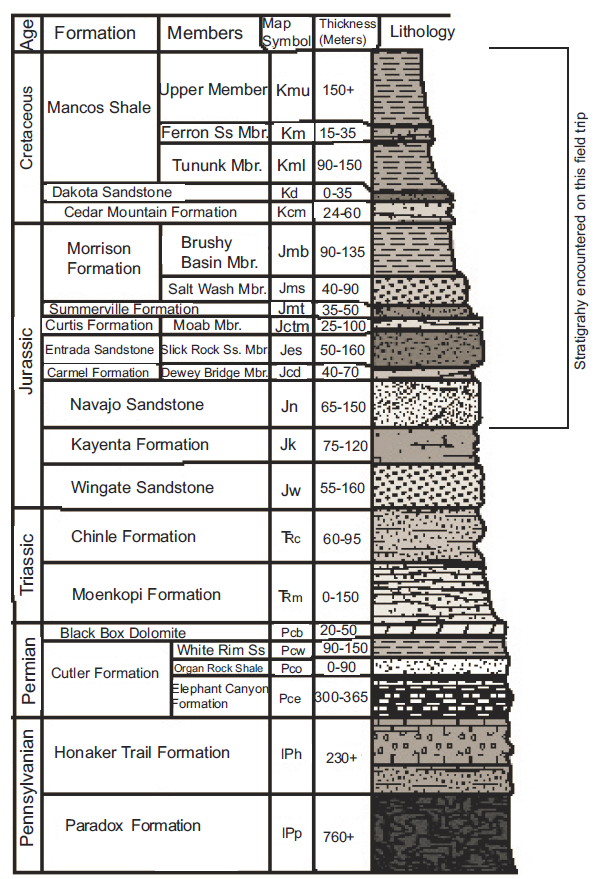 Age Formation Members Map Symbol Thickness (Meters) Lithology
Cretaceous
Mancos Shale Upper Member Kmu 150+
Ferron Ss Mbr. Km 15-35
Tununk Mbr. Kml 90-150
Dakota Sandstone Kd 0-35
Cedar Mountain Formation Kcm 24-60
Jurassic
Morrison Formation Brushy Basin Mbr. Jmb 90-135
Salt Wash Mbr. Jms 40-90
Summerville Formation Jmt 35-50
Curtis Formation Moab Mbr. Jctm 25-100
Entrada Sandstone Slick Rock Ss. Mbr Jes 50-160
Carmel Formation Dewey Bridge Mbr. Jcd 40-70
Navajo Sandstone Jn 65-150
Kayenta Formation Jk 75-120
Wingate Sandstone Jw 55-160
Triassic
Chinle Formation TRc 60-95
Moenkopi Formation TRm 0-150
Permian
Black Box Dolomite Pcb 20-50
Cutler Formation White Rim Ss Pcw 90-150
Organ Rock Shale Pco 0-90
Elephant Canyon Formation Pce 300-365
Pennsylvanian
Honaker Trail Formation IPh 230+
Paradox Formation IPp 760+
Stratigrahy encountered on this field trip